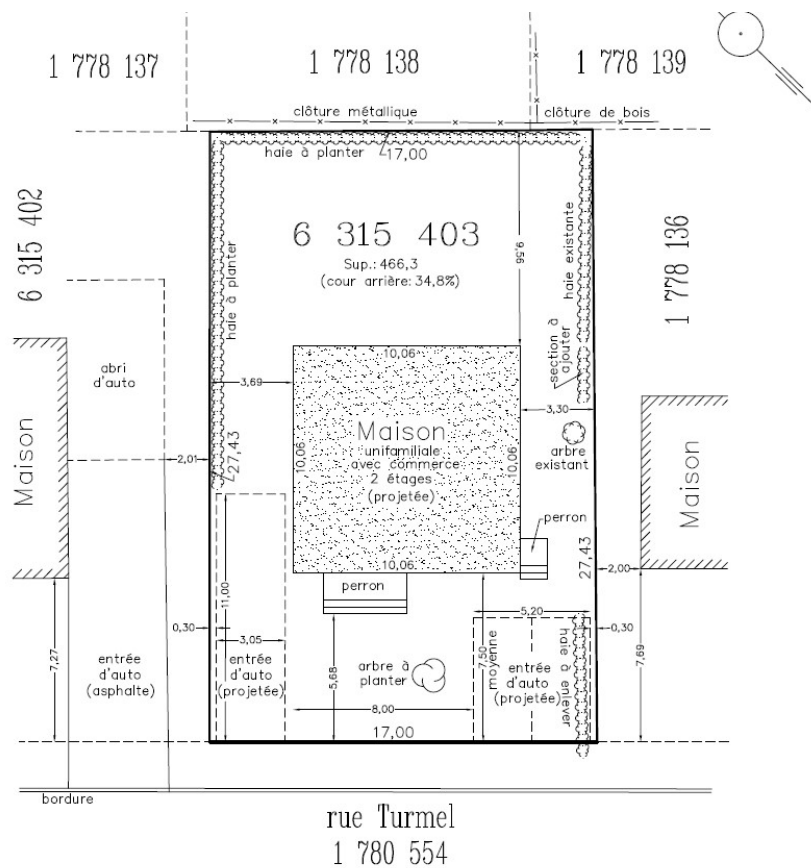 1 778 137
1 778 138
1 778 139
clôture métallique
clôture de bois
haie à planter
17,00
6 315 402
6 315 403
Sup.: 466,3
(cour arrière: 34,8%)
9,56
haie existante
1 778 136
haie à planter
section à
ajouter
abri
d'auto
10,06
3,69
3,30
Maison
Maison
unifamiliale
avec commerce
2 étages
(projetée)
10,06
10,06
10,06
arbre
existant
Maison
2,01
27,43
perron
perron
27,43
2,00
11,00
5,20
0,30
3,05
0,30
7,27
entrée
d'auto
(asphalte)
entrée
d'auto
(projetée)
5,68
arbre à
planter
7,50
moyenne
entrée
d'auto
(projetée)
haie à enlever
7,69
8,00
17,00
bordure
rue Turmel
1 780 554